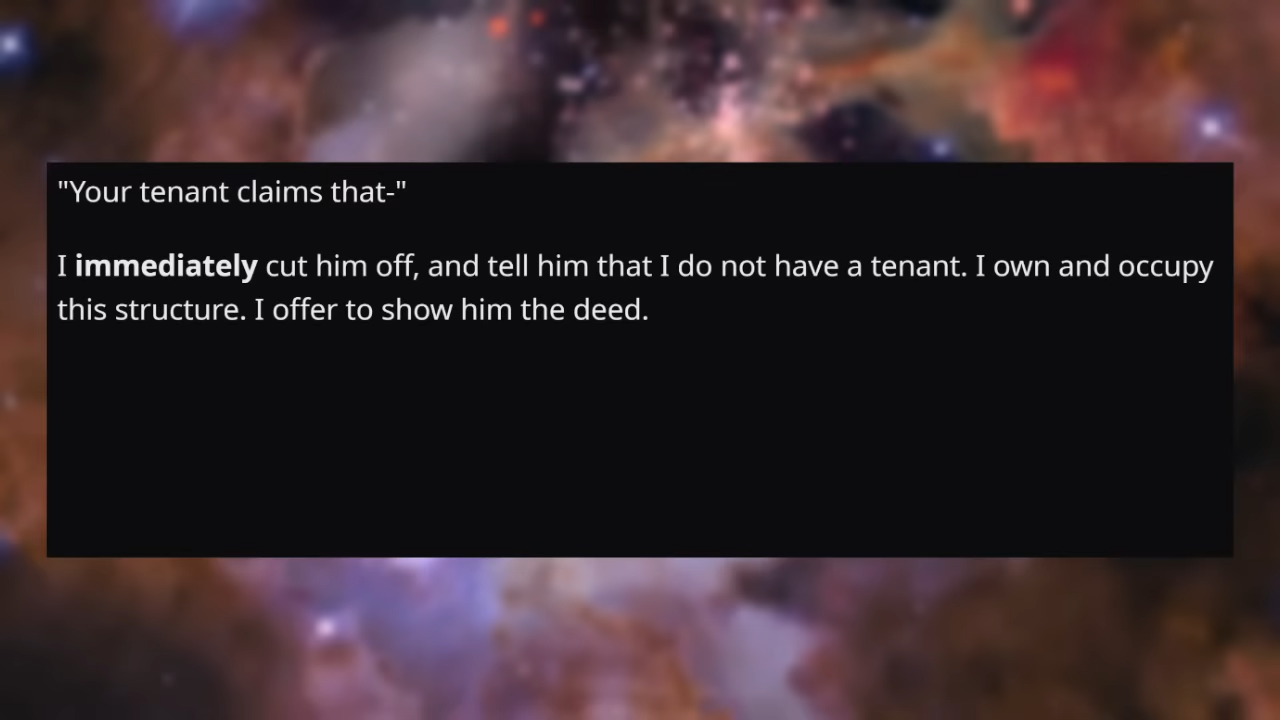 "Your tenant claims that-"
I immediately cut him off, and tell him that I do not have a tenant. I own and occupy
this structure. I offer to show him the deed.